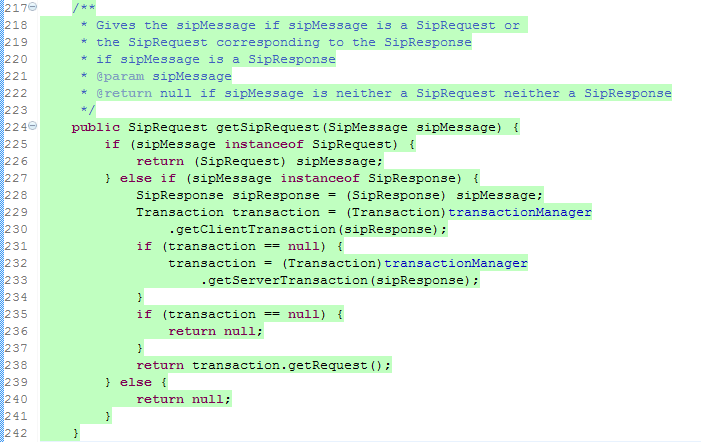 217 /**
218 * Gives the sipMessage if sipMessage is a SipRequest or
219 * the SipRequest corresponding to the SipResponse
220 * if sipMessage is a SipResponse
221 * @param sipMessage
222 * @return null if sipMessage is neither a SipRequest neither a SipResponse
223 */
224 public SipRequest getSipRequest(SipMessage sipMessage) {
225 if (sipMessage instanceof SipRequest) {
226 return (SipRequest) sipMessage;
227 } else if (sipMessage instanceof SipResponse) {
228 SipResponse sipResponse = (SipResponse) sipMessage;
229 Transaction transaction = (Transaction)transactionManager
230 .getClientTransaction(sipResponse);
231 if (transaction == null) {
232 transaction = (Transaction)transactionManager
233 .getServerTransaction(sipResponse);
234 }
235 if (transaction == null) {
236 return null;
237 }
238 return transaction.getRequest();
239 } else {
240 return null;
241 }
242 }